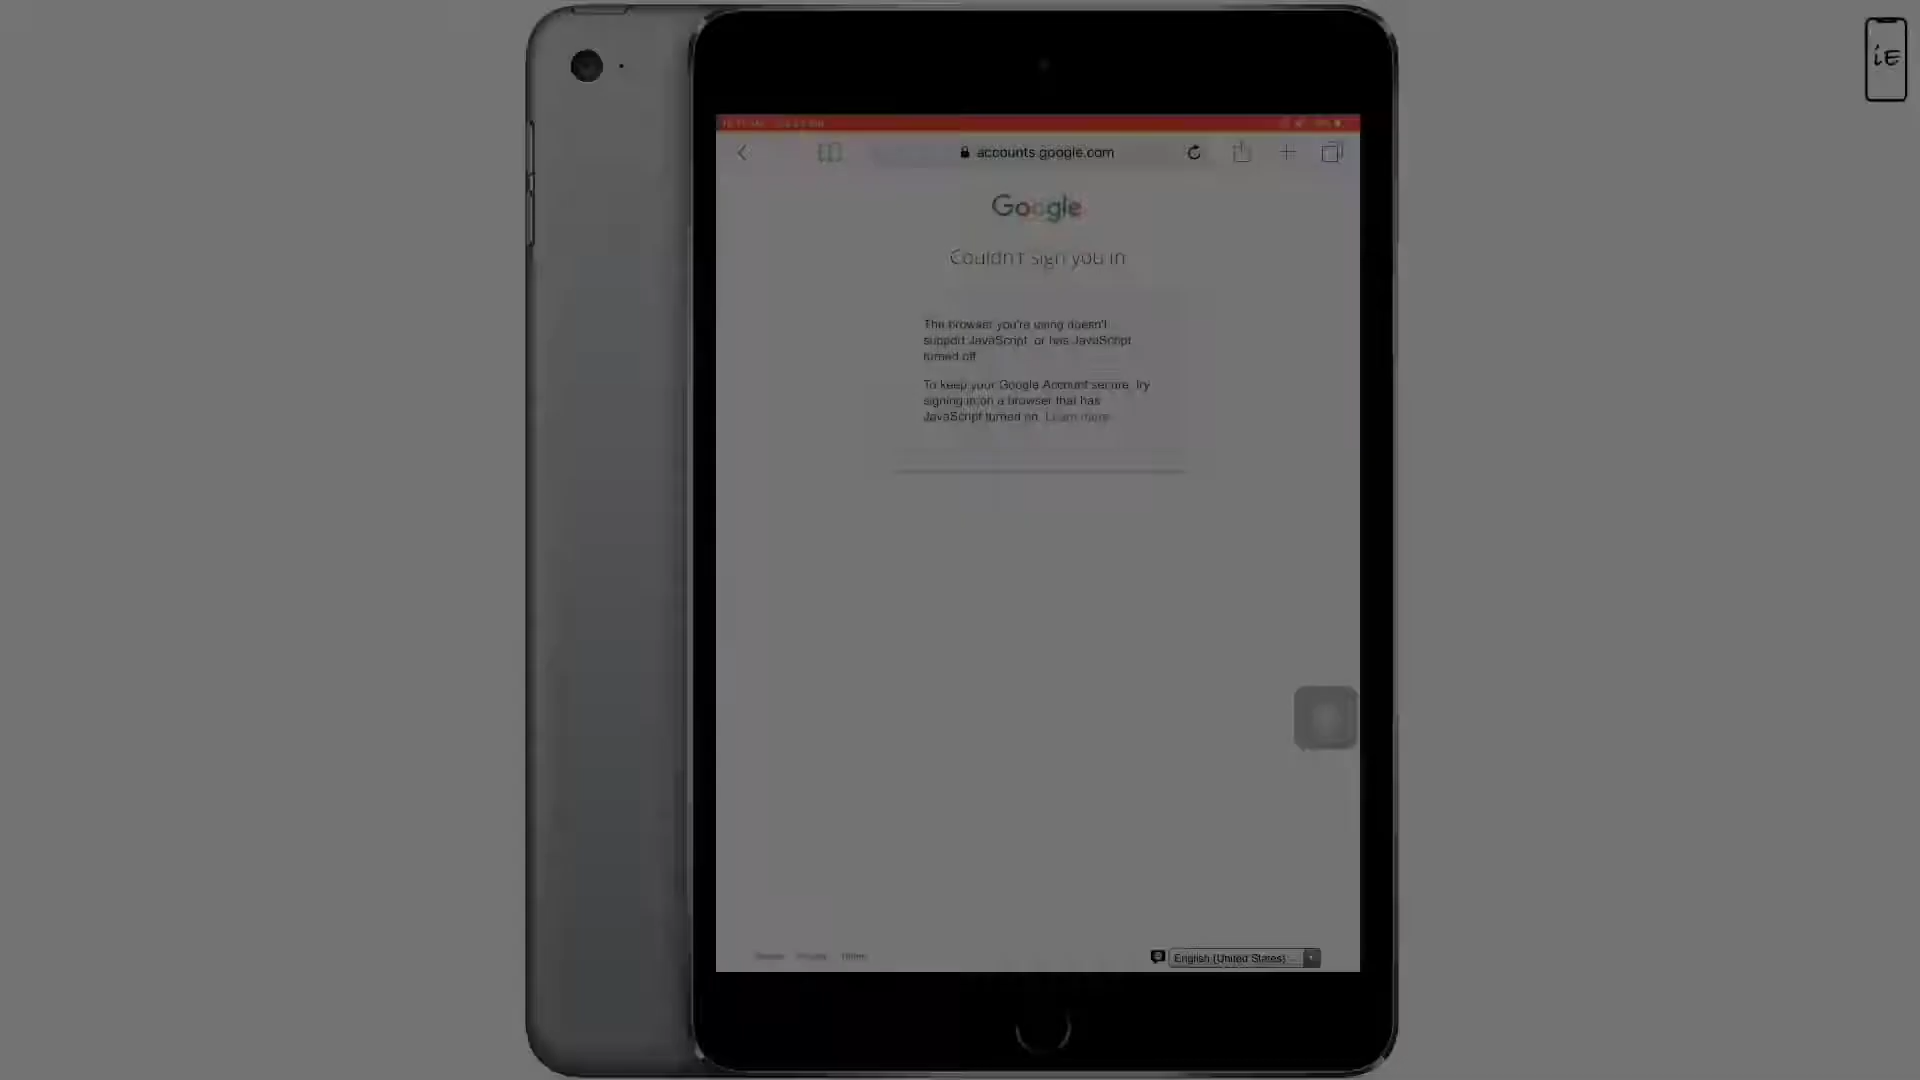 iE
accounts.google.com
Google
Couldn't sign you in
The browser you're using doesn't
support JavaScript, or has JavaScript
turned off.
To keep your Google Account secure, try
signing in on a browser that has
JavaScript turned on. Learn more
Privacy Terms
English (United States)